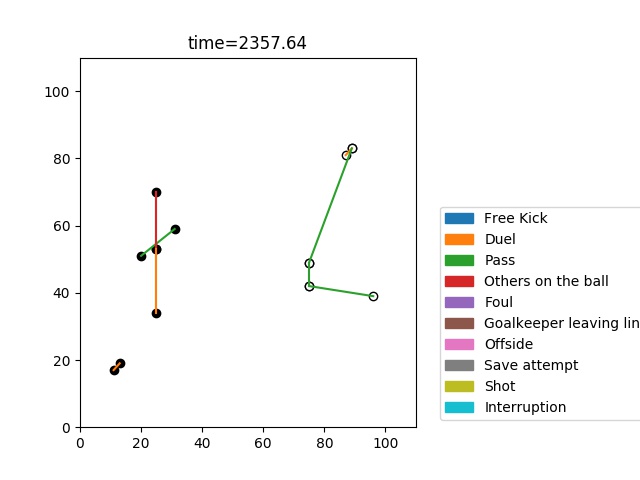 time=2357.64
100
80
60
40
20
0
0 20 40 60 80 100
Free Kick
Duel
Pass
Others on the ball
Foul
Goalkeeper leaving lin
Offside
Save attempt
Shot
Interruption